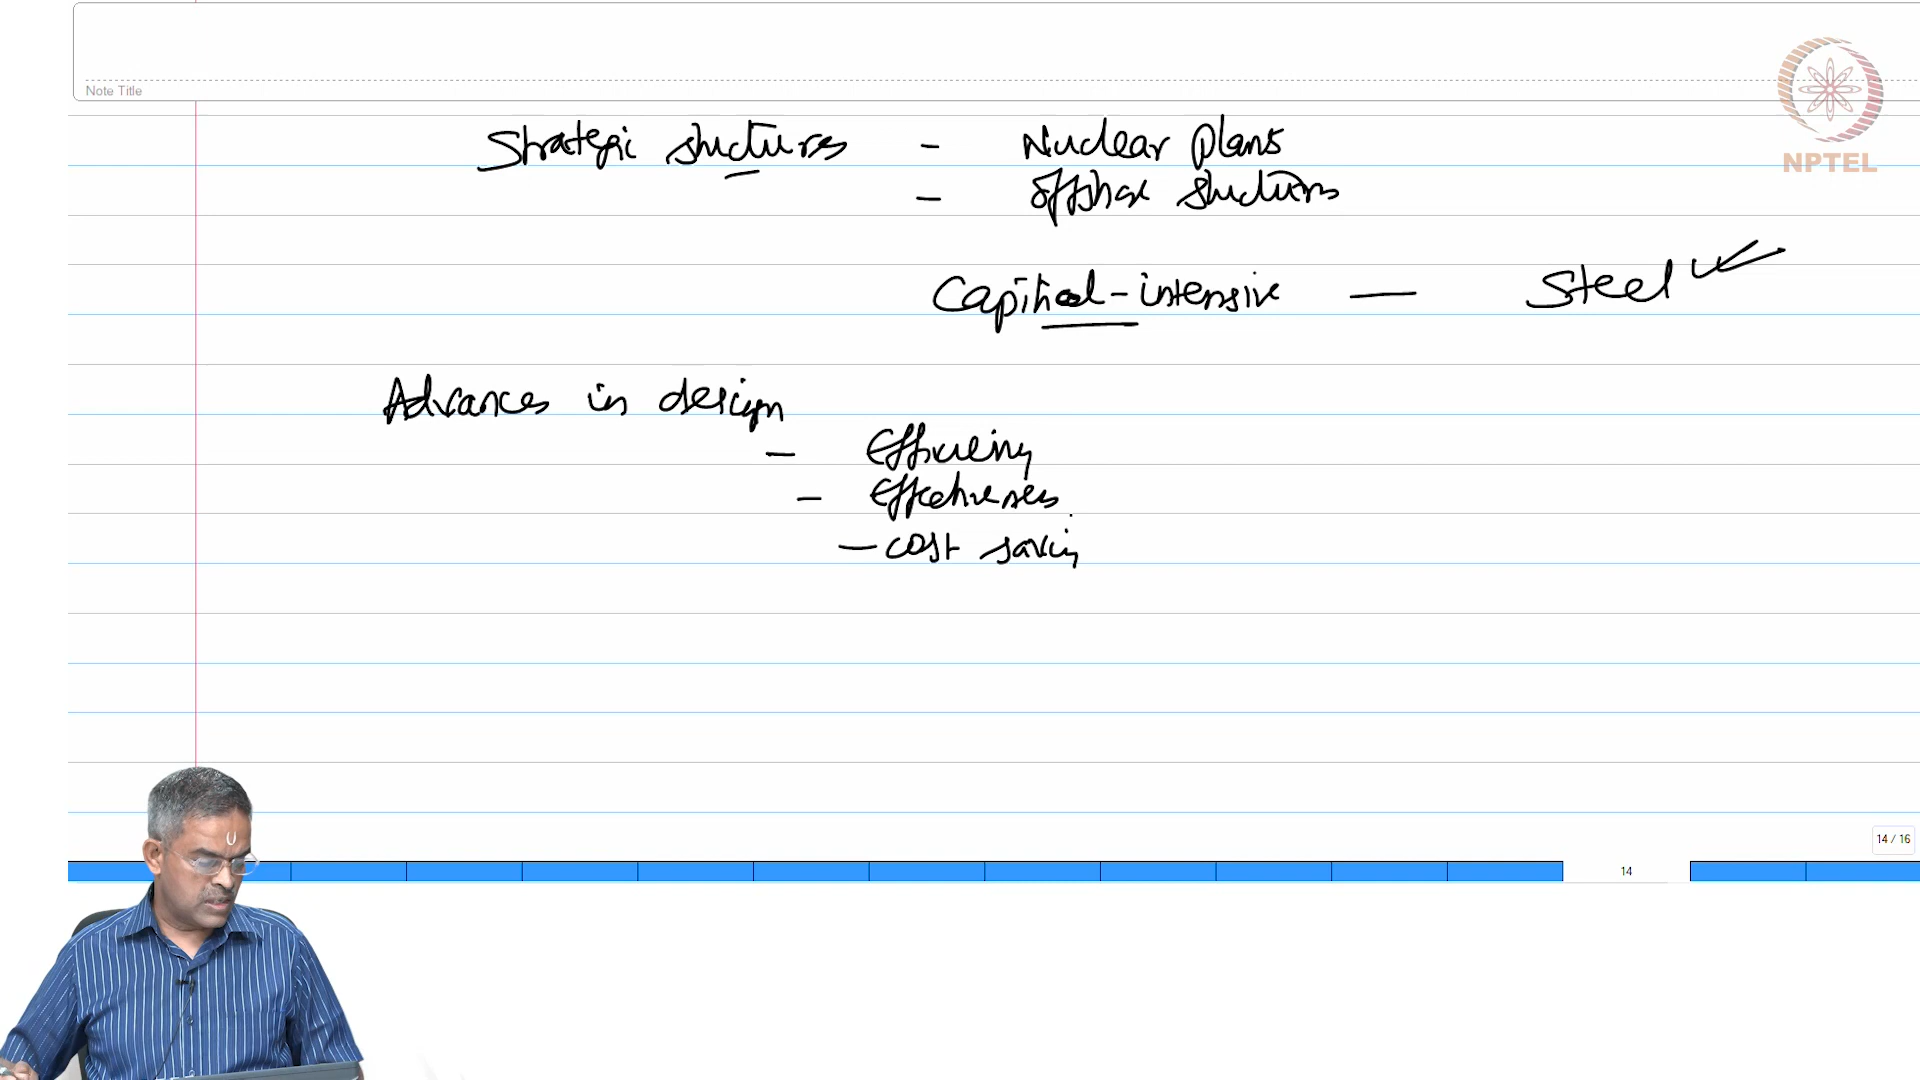 NPTEL
Note Title
Strategic structures - Nuclear plants
- offshore structures
Capital-intensive — Steel ✓
Advances in design
- Efficiency
- Effectiveness
- cost saving
14 / 16
14